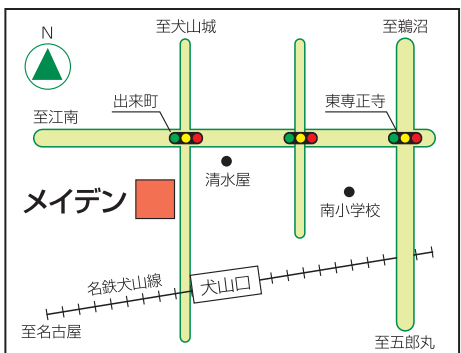 至犬山城
至鵜沼
N
出来町
東専正寺
至江南
清水屋
メイデン
南小学校
名鉄犬山線
犬山口
至名古屋
至五郎丸